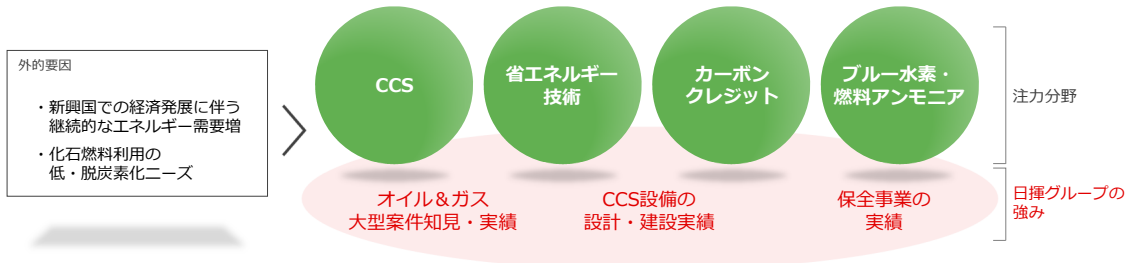 外的要因
・新興国での経済発展に伴う
継続的なエネルギー需要増
・化石燃料利用の
低・脱炭素化ニーズ
CCS
省エネルギー
技術
カーボン
クレジット
ブルー水素・
燃料アンモニア
注力分野
オイル＆ガス
大型案件知見・実績
CCS設備の
設計・建設実績
保全事業の
実績
日揮グループの
強み